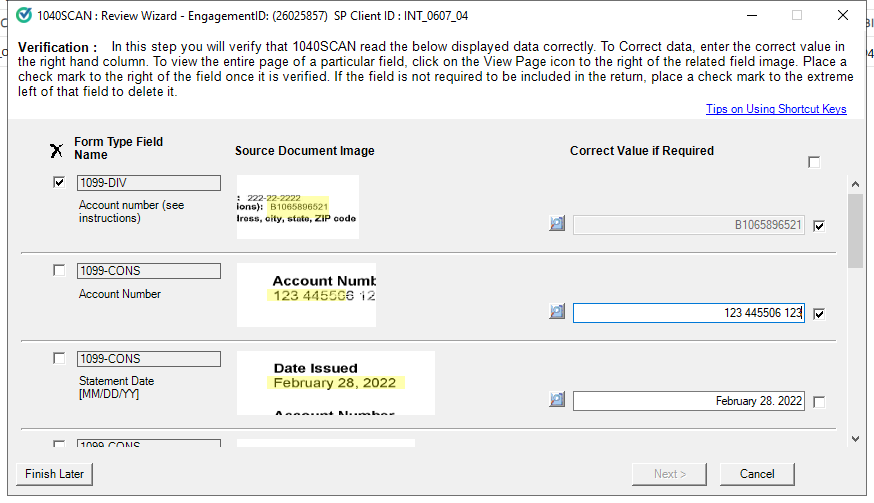 1040SCAN : Review Wizard - EngagementID: (26025857)  SP Client ID : INT_0607_04
Verification :   In this step you will verify that 1040SCAN read the below displayed data correctly. To Correct data, enter the correct value in
the right hand column. To view the entire page of a particular field, click on the View Page icon to the right of the related field image. Place a
check mark to the right of the field once it is verified. If the field is not required to be included in the return, place a check mark to the extreme
left of that field to delete it.
Tips on Using Shortcut Keys
Form Type Field
Name
Source Document Image
Correct Value if Required
1099-DIV
Account number (see
instructions)
: 222-22-2222
ions): B1065896521
Iress, city, state, ZIP code
B1065896521
1099-CONS
Account Number
Account Numb
123 445506 12
123 445506 123
1099-CONS
Statement Date
[MM/DD/YY]
Date Issued
February 28, 2022
Account Number
February 28. 2022
1099-CONS
Finish Later
Next >
Cancel